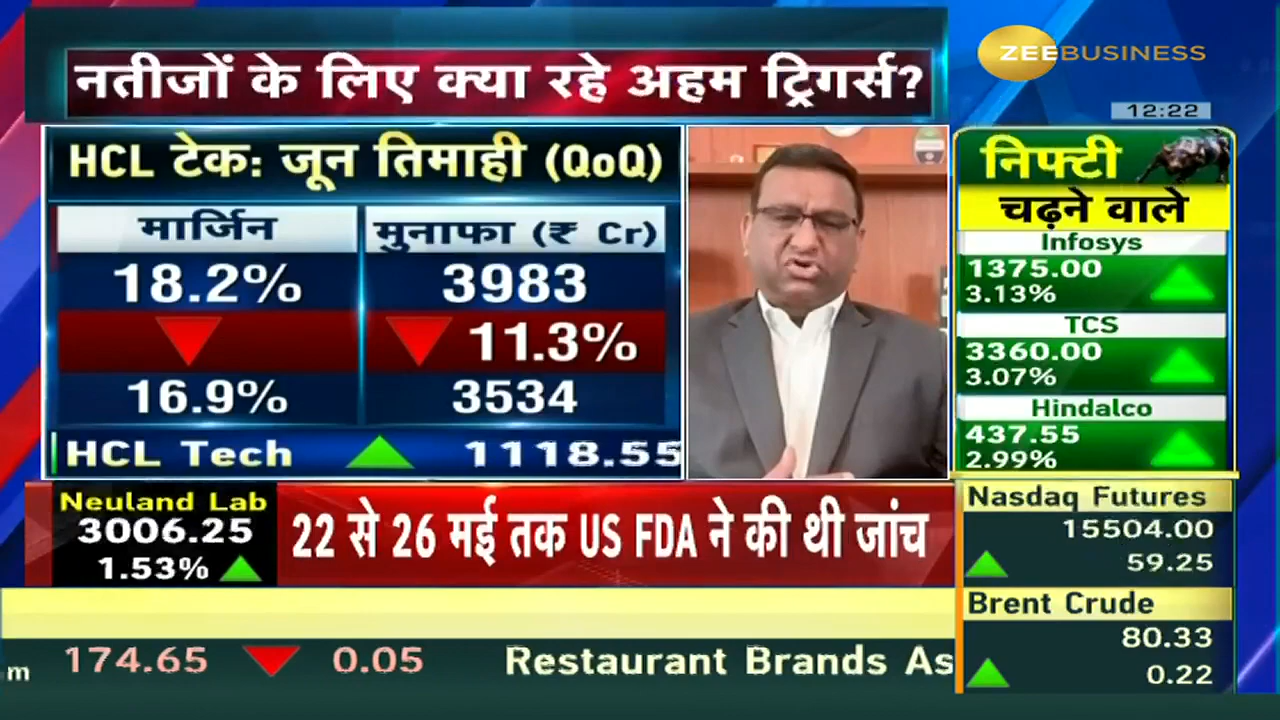 नतीजों के लिए क्या रहे अहम ट्रिगर्स?
ZEEBUSINESS
12:22
HCL टेक: जून तिमाही (QoQ)
मार्जिन
मुनाफा (₹ Cr)
18.2%
3983
11.3%
16.9%
3534
HCL Tech 1118.55
निफ्टी
चढ़ने वाले
Infosys
1375.00
3.13%
TCS
3360.00
3.07%
Hindalco
437.55
2.99%
Neuland Lab
3006.25
1.53%
22 से 26 मई तक US FDA ने की थी जांच
Nasdaq Futures
15504.00
59.25
Brent Crude
80.33
0.22
m 174.65 0.05 Restaurant Brands As